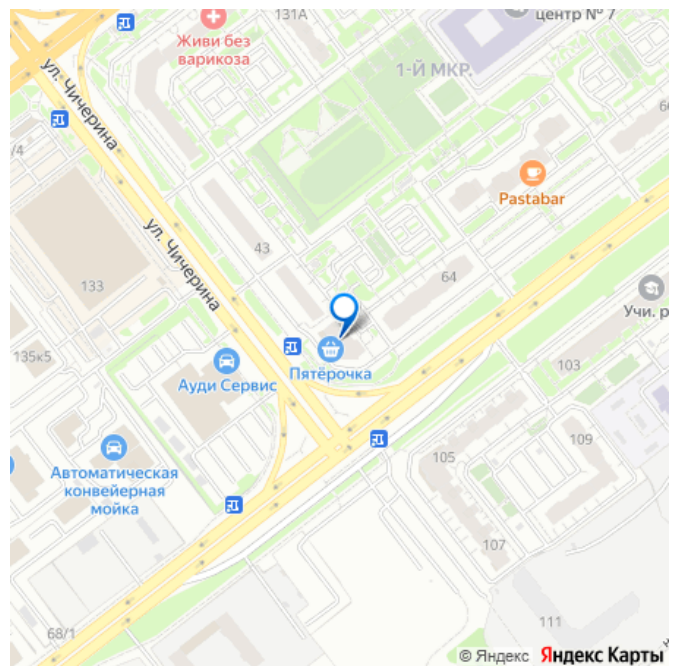 131А
центр № 7
Живи без
варикоза
1-Й МКР.
ул. Чичерина
/4
Pastabar
ул. Чичерина
43
64
133
Учи. р
135к5
Пятёрочка
103
Ауди Сервис
109
105
Автоматическая
конвейерная
мойка
107
111
68/1
© Яндекс Яндекс Карты